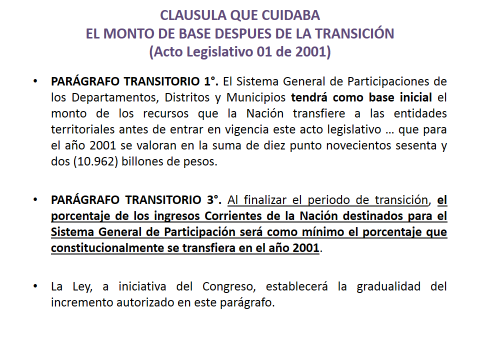 CLAUSULA QUE CUIDABA
EL MONTO DE BASE DESPUES DE LA TRANSICIÓN
(Acto Legislativo 01 de 2001)
• PARÁGRAFO TRANSITORIO 1°. El Sistema General de Participaciones de
los Departamentos, Distritos y Municipios tendrá como base inicial el
monto de los recursos que la Nación transfiere a las entidades
territoriales antes de entrar en vigencia este acto legislativo ... que para
el año 2001 se valoran en la suma de diez punto novecientos sesenta y
dos (10.962) billones de pesos.
• PARÁGRAFO TRANSITORIO 3°. Al finalizar el periodo de transición, el
porcentaje de los ingresos Corrientes de la Nación destinados para el
Sistema General de Participación será como mínimo el porcentaje que
constitucionalmente se transfiera en el año 2001.
• La Ley, a iniciativa del Congreso, establecerá la gradualidad del
incremento autorizado en este parágrafo.